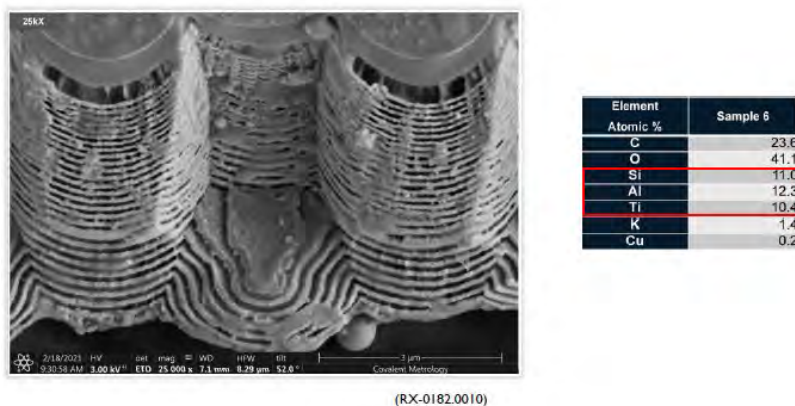 25kX
Element
Atomic %
Sample 6
C 23.6
O 41.1
Si 11.0
Al 12.3
Ti 10.4
K 1.4
Cu 0.2
2/18/2021 HV det mag WD HFW tilt
9:30:58 AM 3.00 kV ETD 25 000 x 7.1 mm 8.29 µm 52.0 °
3 µm
Covalent Metrology
(RX-0182.0010)